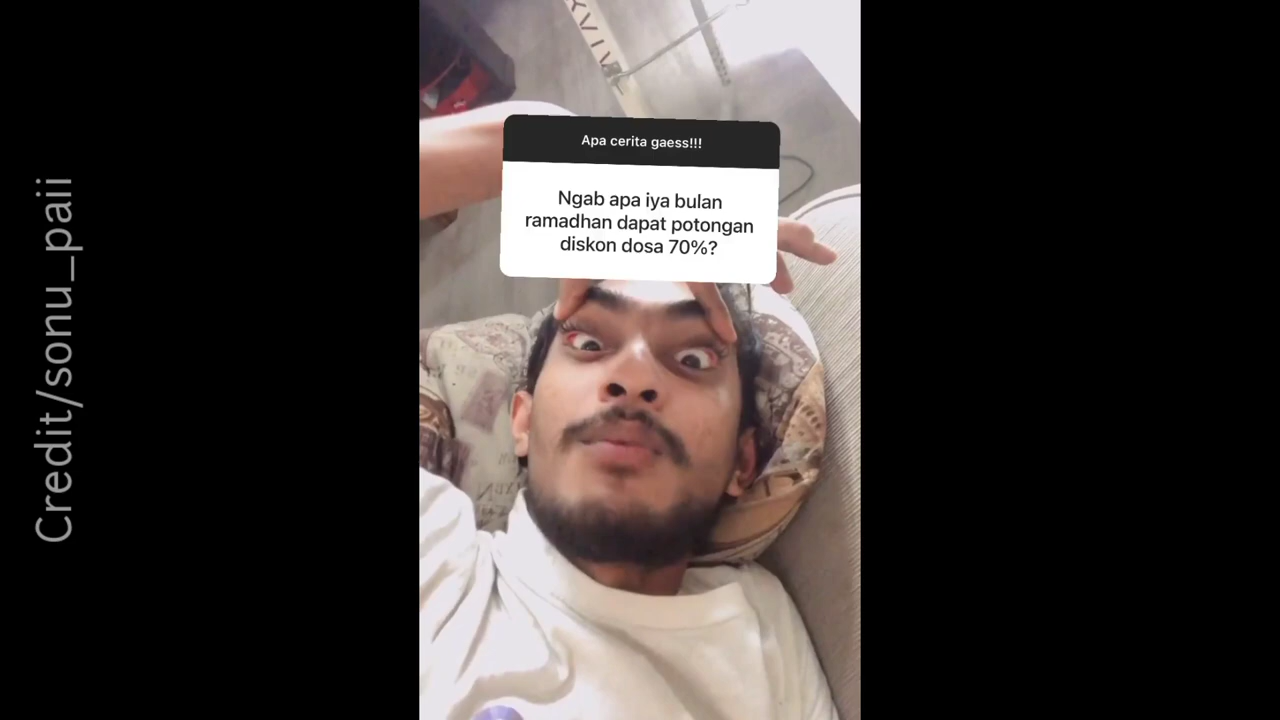 Apa cerita gaess!!!
Ngab apa iya bulan
ramadhan dapat potongan
diskon dosa 70%?
Credit/sonu_paii